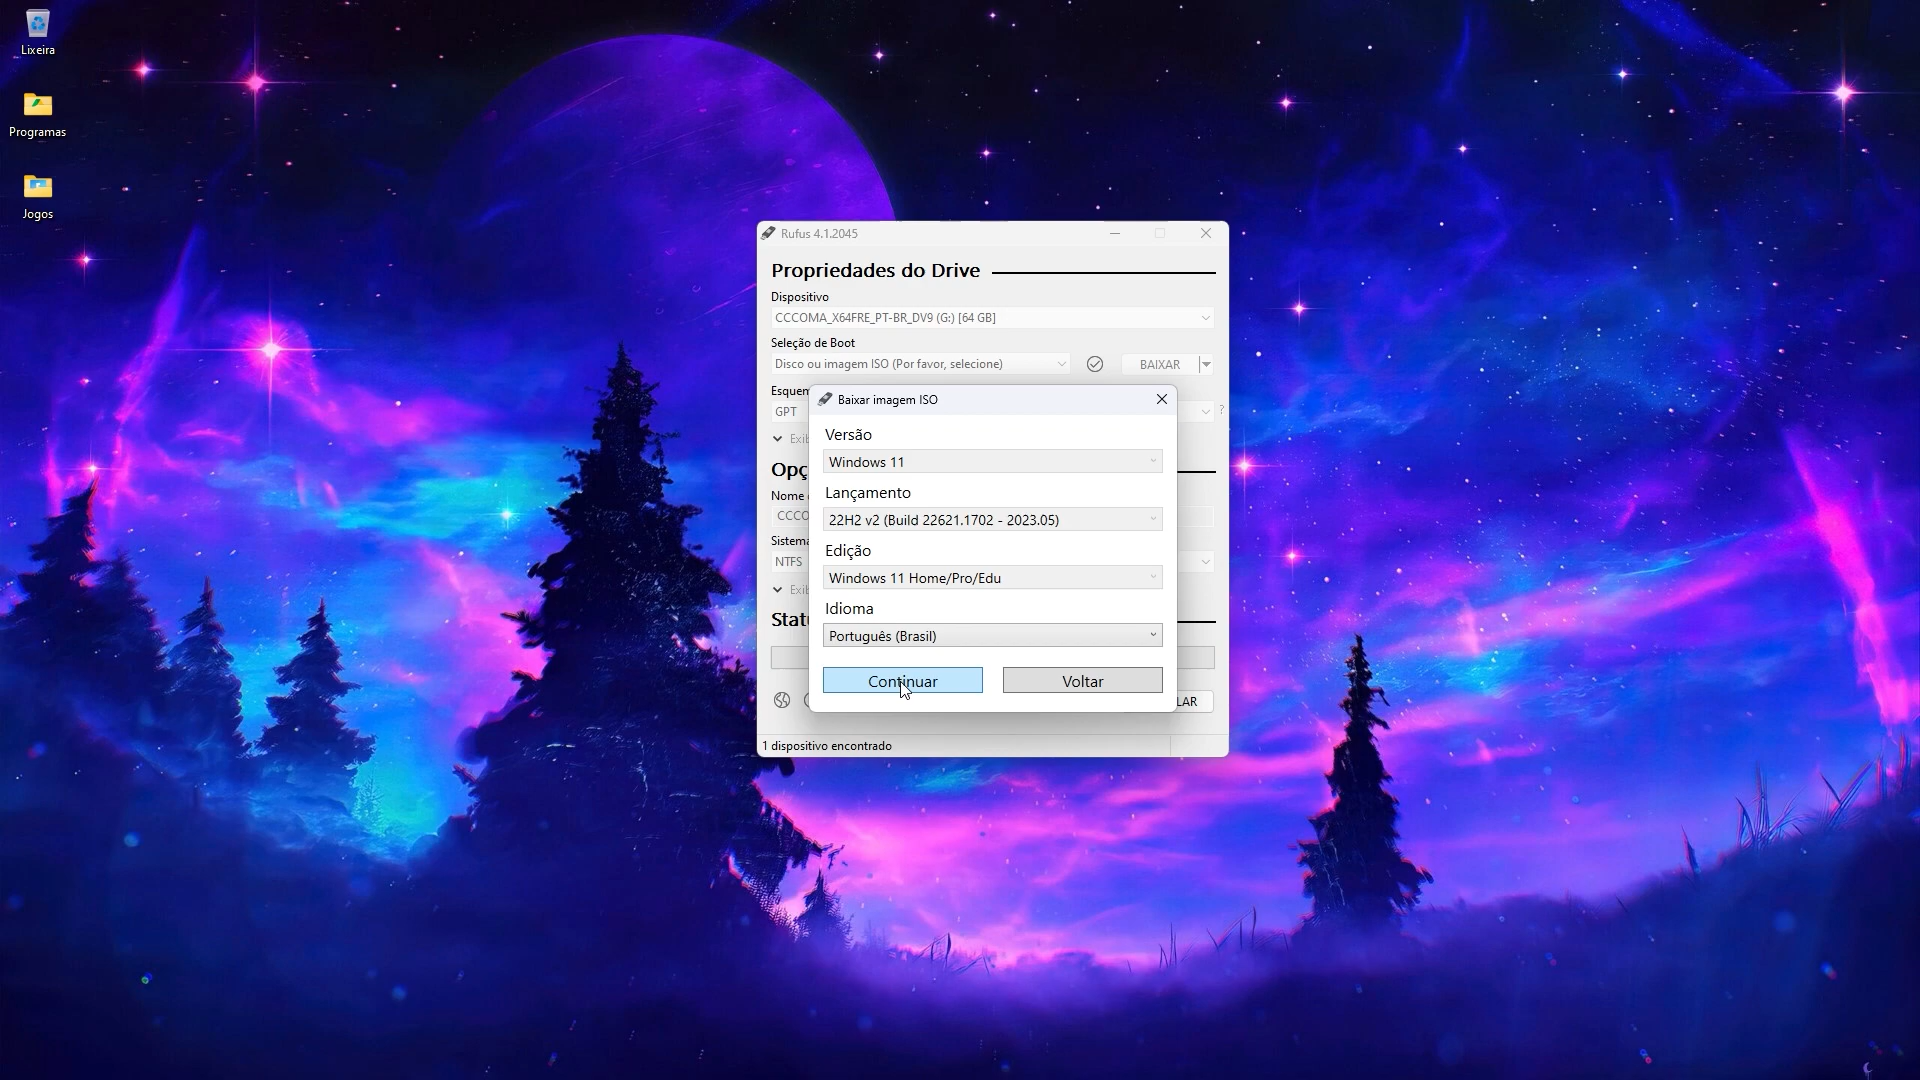 Lixeira
Programas
Jogos
Rufus 4.1.2045
Propriedades do Drive
Dispositivo
CCCOMA_X64FRE_PT-BR_DV9 (G:) [64 GB]
Seleção de Boot
Disco ou imagem ISO (Por favor, selecione)
BAIXAR
Esquem
GPT
?
Exib
Opç
Nome
CCCO
Sistema
NTFS
Exib
Statu
LAR
1 dispositivo encontrado
Baixar imagem ISO
Versão
Windows 11
Lançamento
22H2 v2 (Build 22621.1702 - 2023.05)
Edição
Windows 11 Home/Pro/Edu
Idioma
Português (Brasil)
Continuar
Voltar